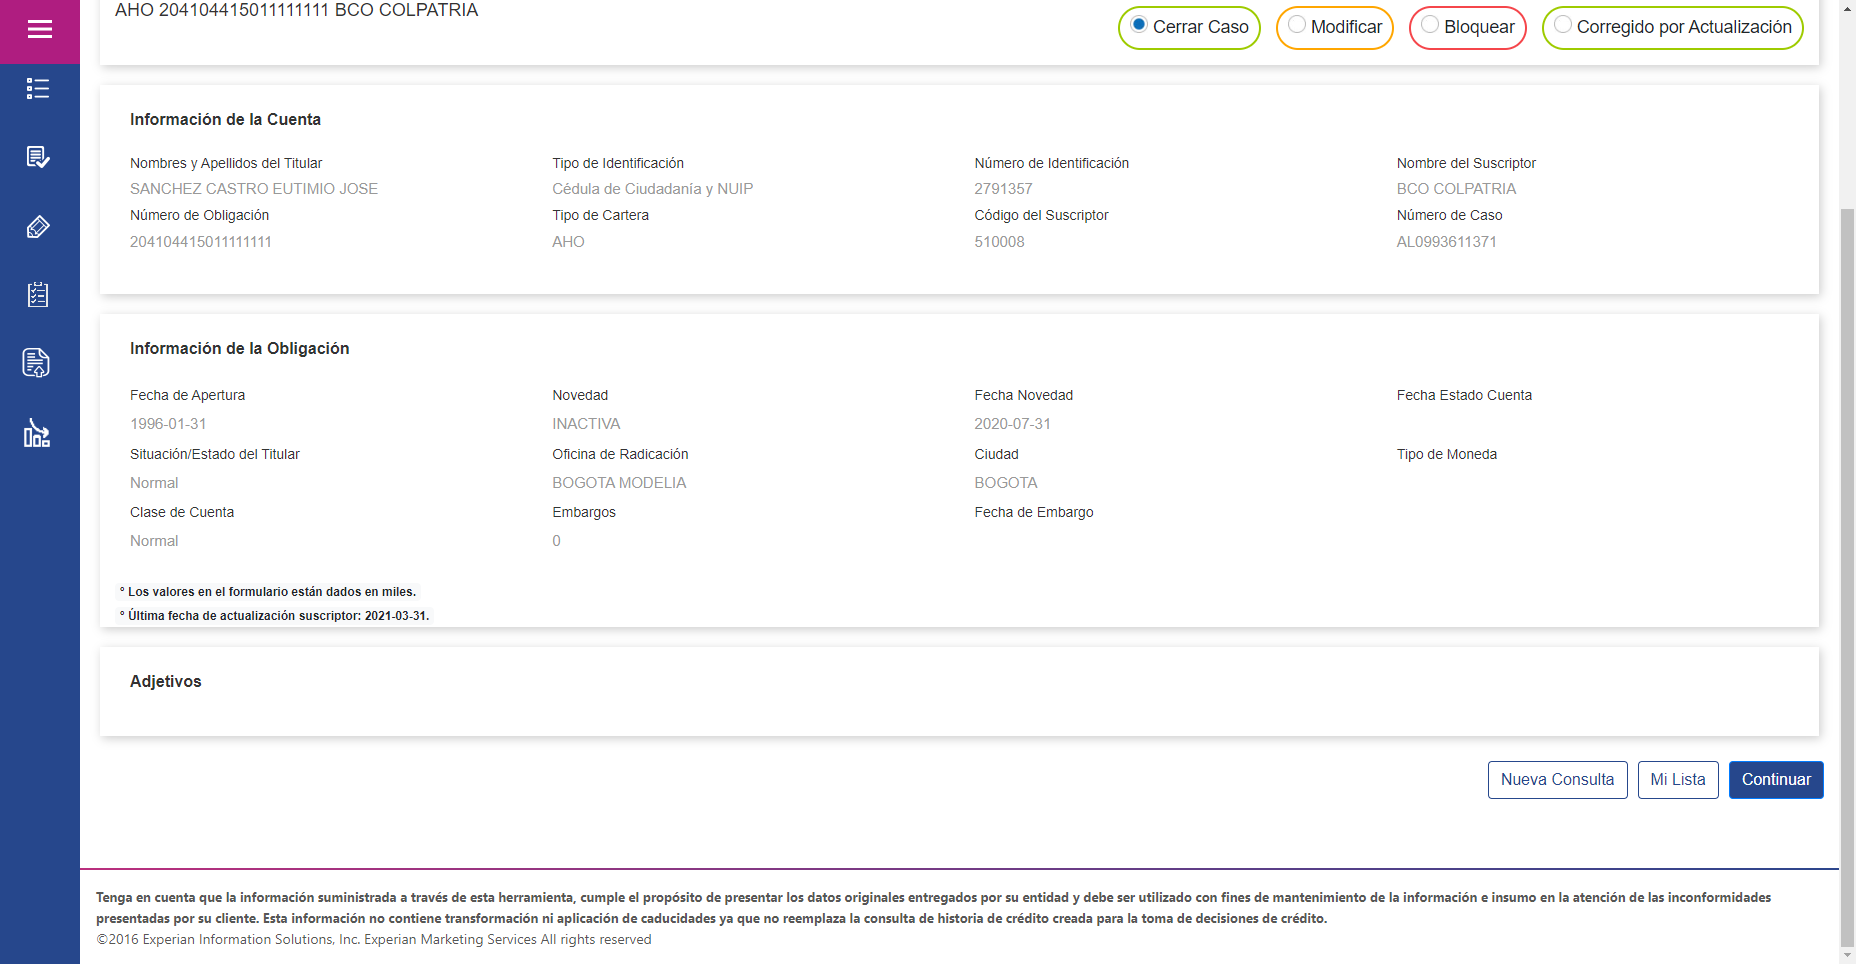 AHO 204104415011111111 BCO COLPATRIA
Cerrar Caso Modificar Bloquear Corregido por Actualización
Información de la Cuenta
Nombres y Apellidos del Titular Tipo de Identificación Número de Identificación Nombre del Suscriptor
SANCHEZ CASTRO EUTIMIO JOSE Cédula de Ciudadanía y NUIP 2791357 BCO COLPATRIA
Número de Obligación Tipo de Cartera Código del Suscriptor Número de Caso
204104415011111111 AHO 510008 AL0993611371
Información de la Obligación
Fecha de Apertura Novedad Fecha Novedad Fecha Estado Cuenta
1996-01-31 INACTIVA 2020-07-31
Situación/Estado del Titular Oficina de Radicación Ciudad Tipo de Moneda
Normal BOGOTA MODELIA BOGOTA
Clase de Cuenta Embargos Fecha de Embargo
Normal 0
° Los valores en el formulario están dados en miles.
° Última fecha de actualización suscriptor: 2021-03-31.
Adjetivos
Nueva Consulta Mi Lista Continuar
Tenga en cuenta que la información suministrada a través de esta herramienta, cumple el propósito de presentar los datos originales entregados por su entidad y debe ser utilizado con fines de mantenimiento de la información e insumo en la atención de las inconformidades
presentadas por su cliente. Esta información no contiene transformación ni aplicación de caducidades ya que no reemplaza la consulta de historia de crédito creada para la toma de decisiones de crédito.
©2016 Experian Information Solutions, Inc. Experian Marketing Services All rights reserved